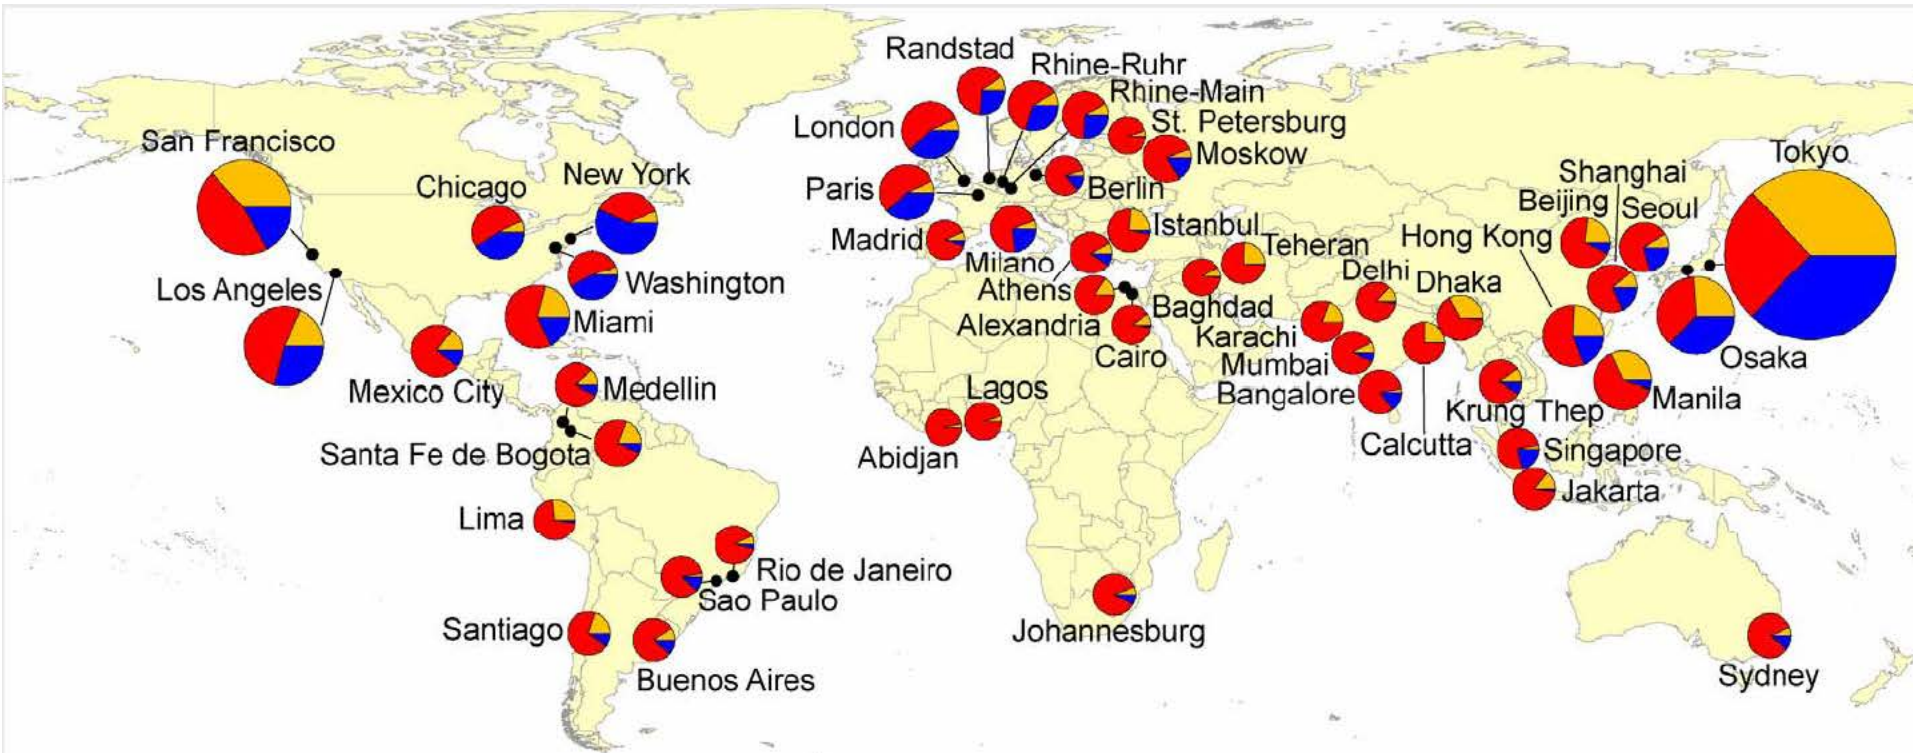 San Francisco
Los Angeles
Chicago
New York
Washington
Miami
Mexico City
Medellin
Santa Fe de Bogota
Lima
Rio de Janeiro
Sao Paulo
Santiago
Buenos Aires
Randstad
Rhine-Ruhr
Rhine-Main
London
St. Petersburg
Moskow
Paris
Berlin
Madrid
Milano
Istanbul
Athens
Teheran
Alexandria
Baghdad
Cairo
Lagos
Abidjan
Johannesburg
Karachi
Delhi
Dhaka
Mumbai
Bangalore
Calcutta
Krung Thep
Singapore
Jakarta
Hong Kong
Beijing
Shanghai
Seoul
Tokyo
Osaka
Manila
Sydney